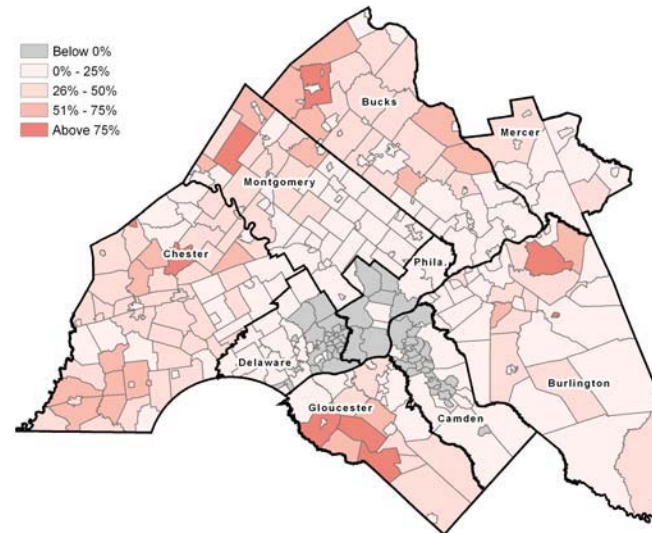 Below 0%
0% - 25%
26% - 50%
51% - 75%
Above 75%
Bucks
Mercer
Montgomery
Chester
Phila.
Delaware
Burlington
Gloucester
Camden